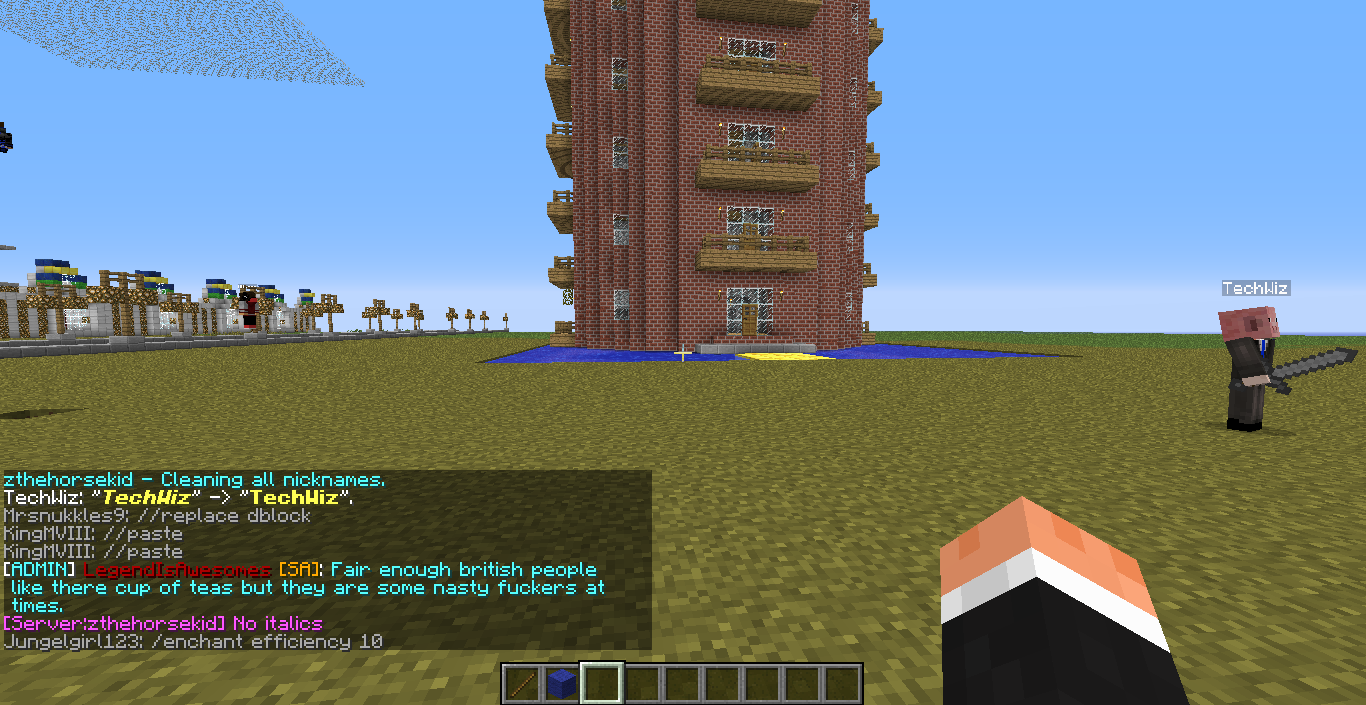 TechWiz
zthehorsekid - Cleaning all nicknames.
TechWiz: "TechWiz" -> "TechWiz".
Mrsnukkles9: //replace dblock
KingMVIII: //paste
KingMVIII: //paste
[ADMIN] LegendIsAwesomes [SA]: Fair enough british people
like there cup of teas but they are some nasty fuckers at
times.
[Server:zthehorsekid] No italics
Jungelgirl123: /enchant efficiency 10